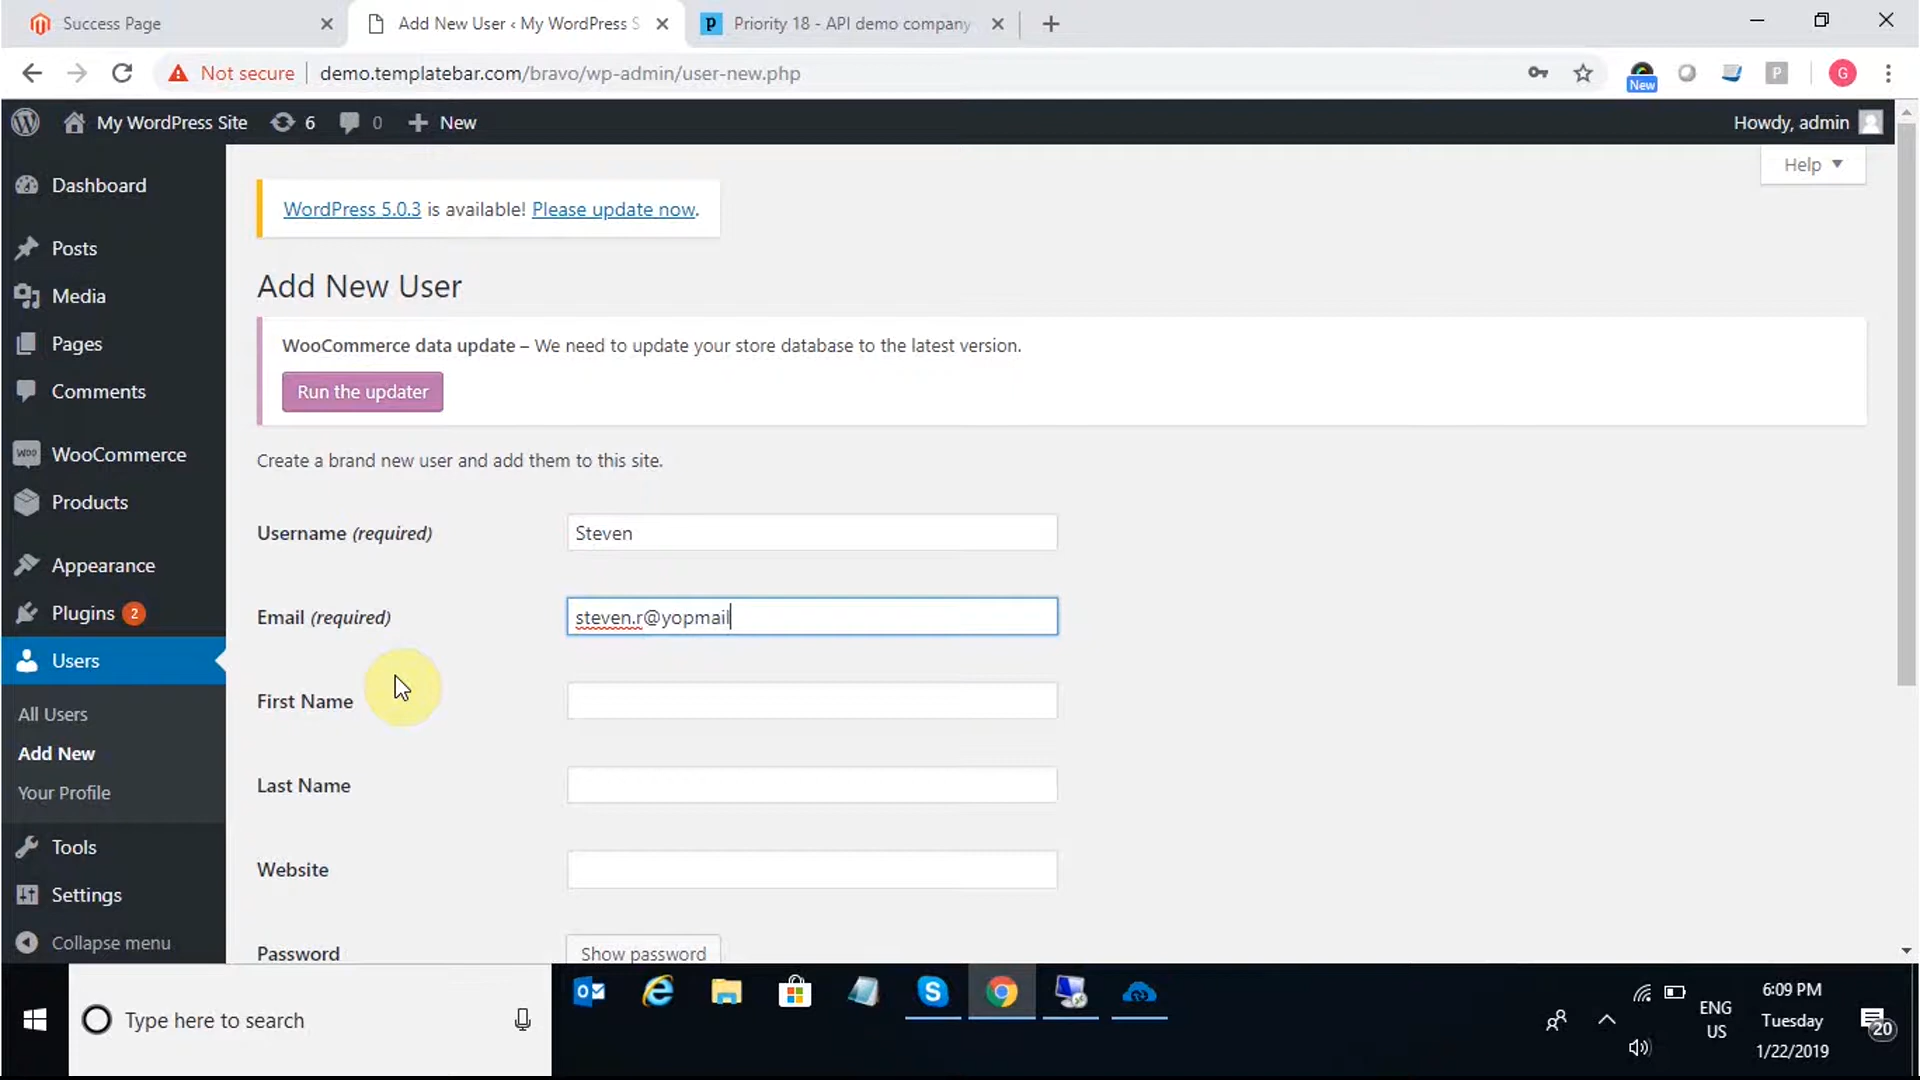 Success Page
Add New User ‹ My WordPress S
Priority 18 - API demo company
Not secure
demo.templatebar.com/bravo/wp-admin/user-new.php
New
P
G
My WordPress Site
6
0
New
Howdy, admin
Help
Dashboard
Posts
Media
Pages
Comments
WooCommerce
Products
Appearance
Plugins 2
Users
All Users
Add New
Your Profile
Tools
Settings
Collapse menu
WordPress 5.0.3 is available! Please update now.
Add New User
WooCommerce data update – We need to update your store database to the latest version.
Run the updater
Create a brand new user and add them to this site.
Username (required)
Steven
Email (required)
steven.r@yopmail
First Name
Last Name
Website
Password
Show password
Type here to search
ENG
US
6:09 PM
Tuesday
1/22/2019
20